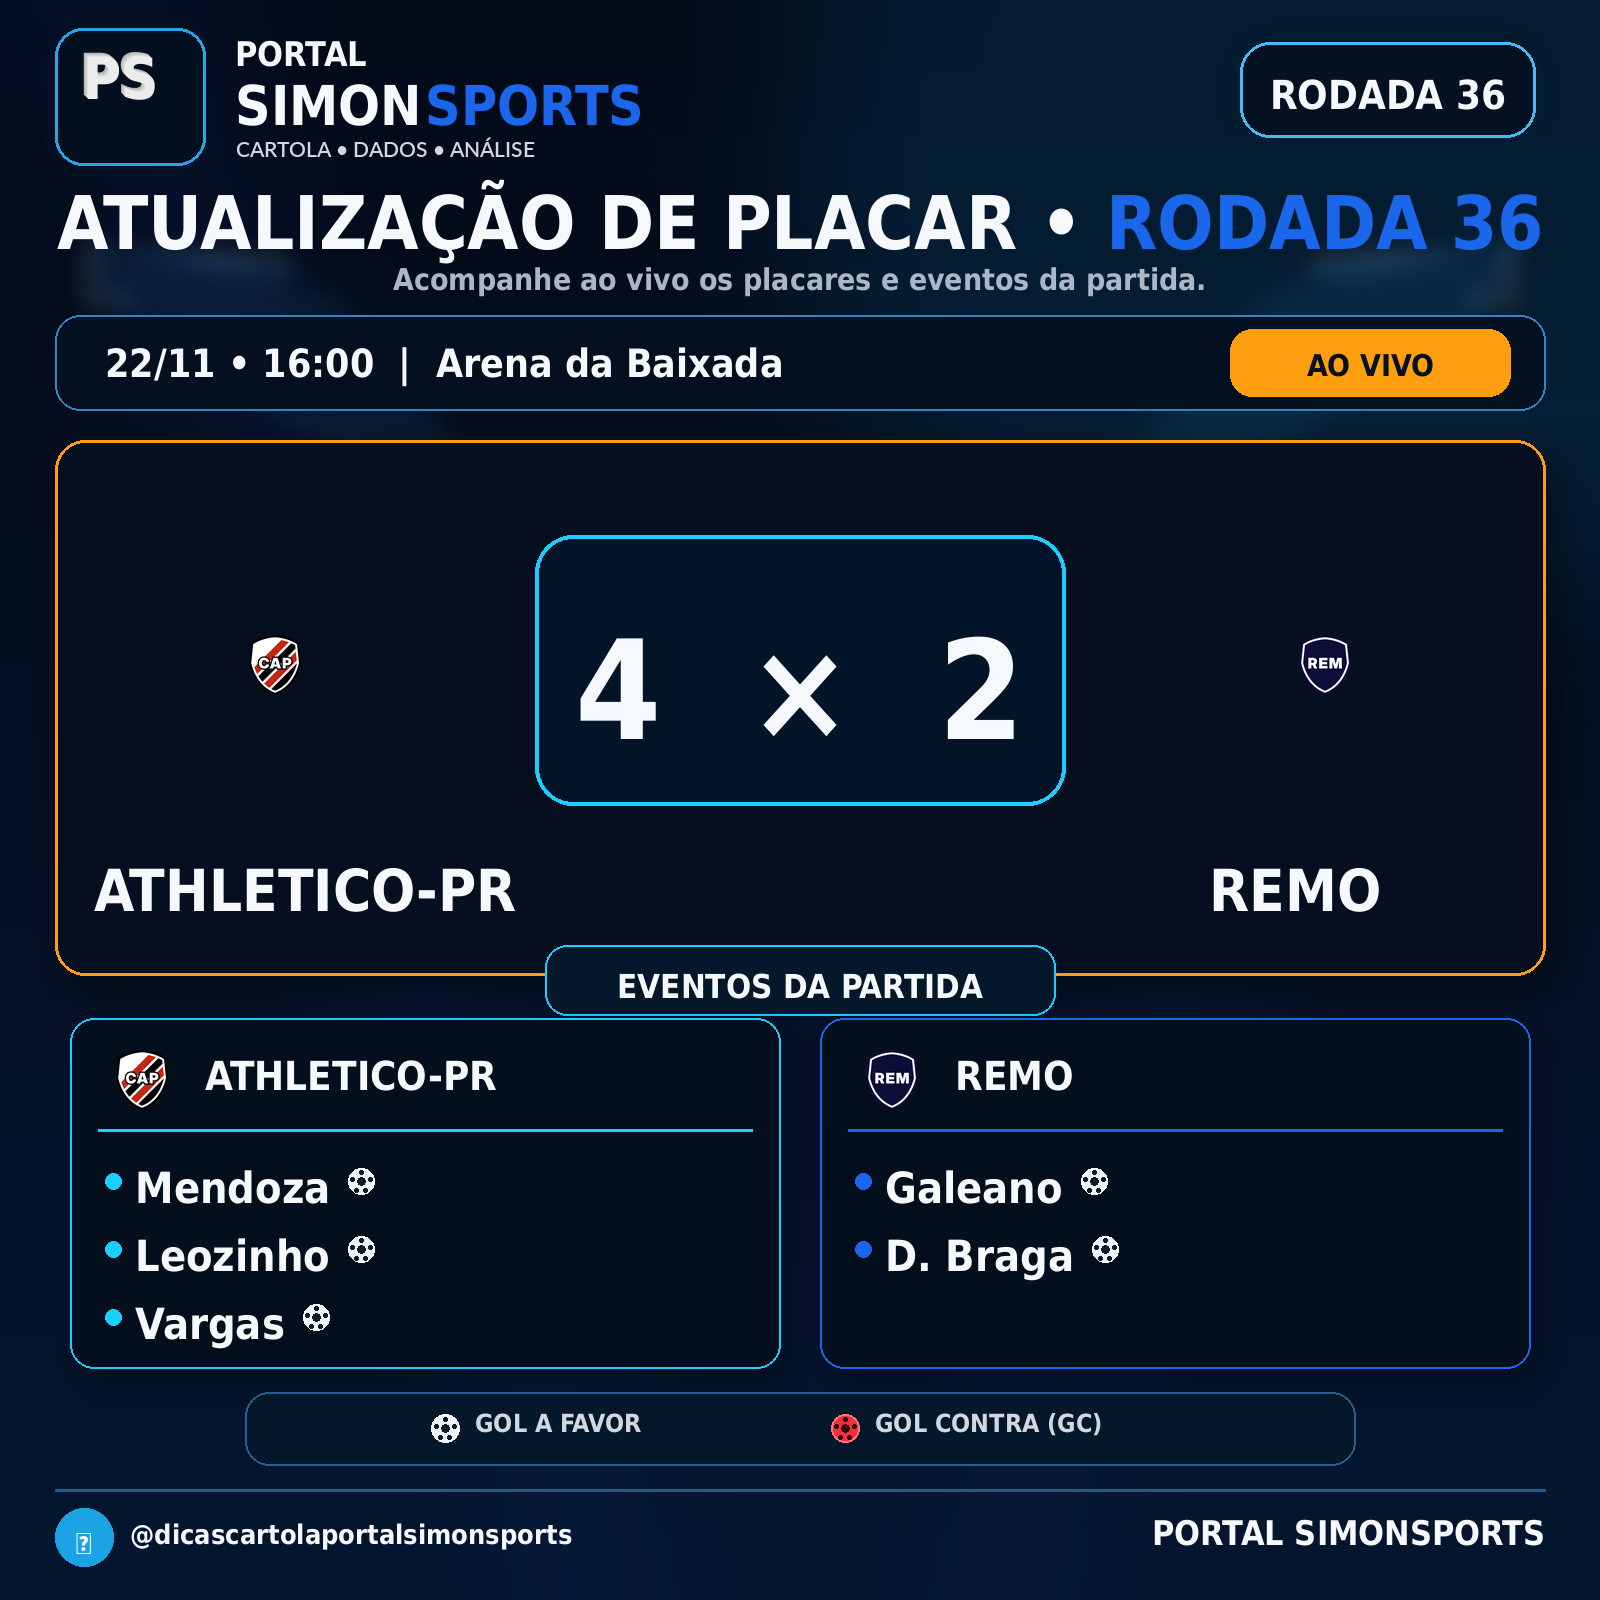 PS
PORTAL
SIMONSPORTS
CARTOLA • DADOS • ANÁLISE
RODADA 36
ATUALIZAÇÃO DE PLACAR • RODADA 36
Acompanhe ao vivo os placares e eventos da partida.
22/11 • 16:00 | Arena da Baixada
AO VIVO
CAP
4 × 2
REM
ATHLETICO-PR
REMO
EVENTOS DA PARTIDA
CAP
ATHLETICO-PR
Mendoza
Leozinho
Vargas
REM
REMO
Galeano
D. Braga
GOL A FAVOR
GOL CONTRA (GC)
@dicascartolaportalsimonsports
PORTAL SIMONSPORTS